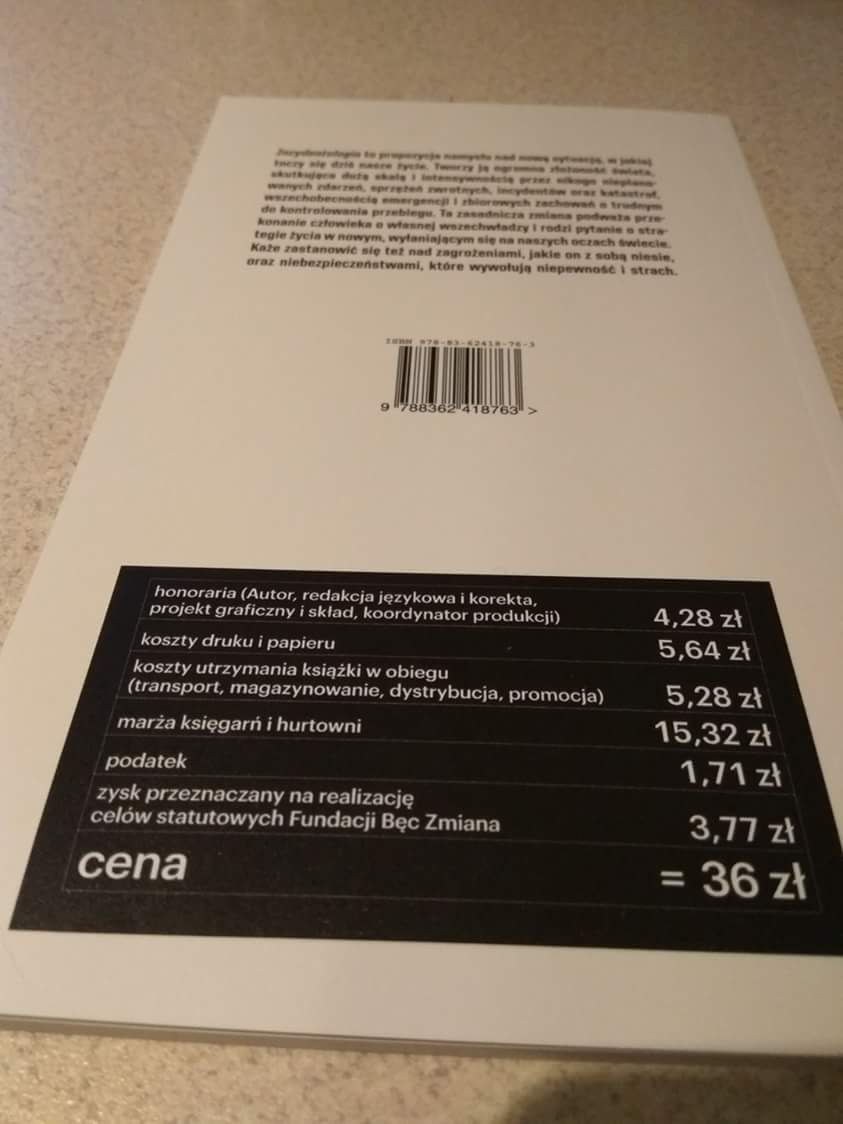 Incydentologia to propozycja namysłu nad nową sytuacją, w jakiej
toczy się dziś nasze życie. Tworzy ją ogromna złożoność świata,
skutkująca dużą skalą i intensywnością przez nikogo nieplano-
wanych zdarzeń, sprzężeń zwrotnych, incydentów oraz katastrof,
wszechobecnością emergencji i zbiorowych zachowań o trudnym
do kontrolowania przebiegu. Ta zasadnicza zmiana podważa prze-
konanie człowieka o własnej wszechwładzy i rodzi pytanie o stra-
tegie życia w nowym, wyłaniającym się na naszych oczach świecie.
Każe zastanowić się też nad zagrożeniami, jakie on z sobą niesie,
oraz niebezpieczeństwami, które wywołują niepewność i strach.
ISBN 978-83-62418-76-3
9 788362 418763 >
honoraria (Autor, redakcja językowa i korekta,
projekt graficzny i skład, koordynator produkcji) 4,28 zł
koszty druku i papieru 5,64 zł
koszty utrzymania książki w obiegu
(transport, magazynowanie, dystrybucja, promocja) 5,28 zł
marża księgarń i hurtowni 15,32 zł
podatek 1,71 zł
zysk przeznaczany na realizację
celów statutowych Fundacji Bęc Zmiana 3,77 zł
cena = 36 zł